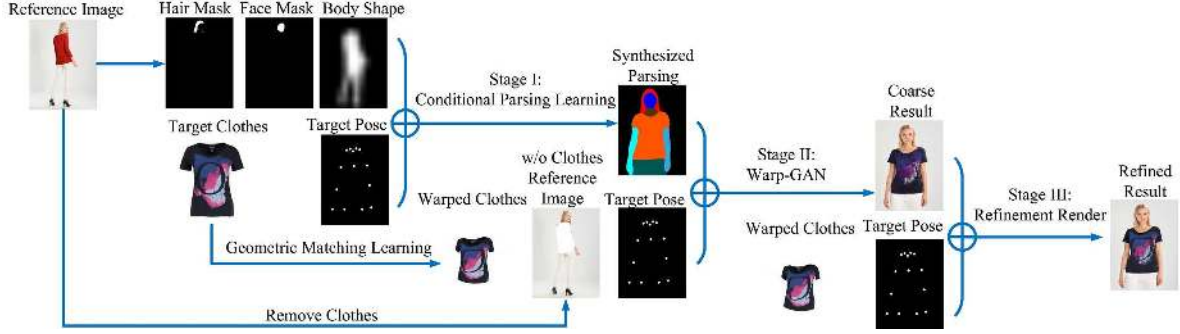 Reference Image
Hair Mask
Face Mask
Body Shape
Stage I:
Conditional Parsing Learning
Synthesized
Parsing
Target Clothes
Target Pose
Warped Clothes
w/o Clothes
Reference
Image
Target Pose
Geometric Matching Learning
Remove Clothes
Stage II:
Warp-GAN
Coarse
Result
Warped Clothes
Target Pose
Stage III:
Refinement Render
Refined
Result